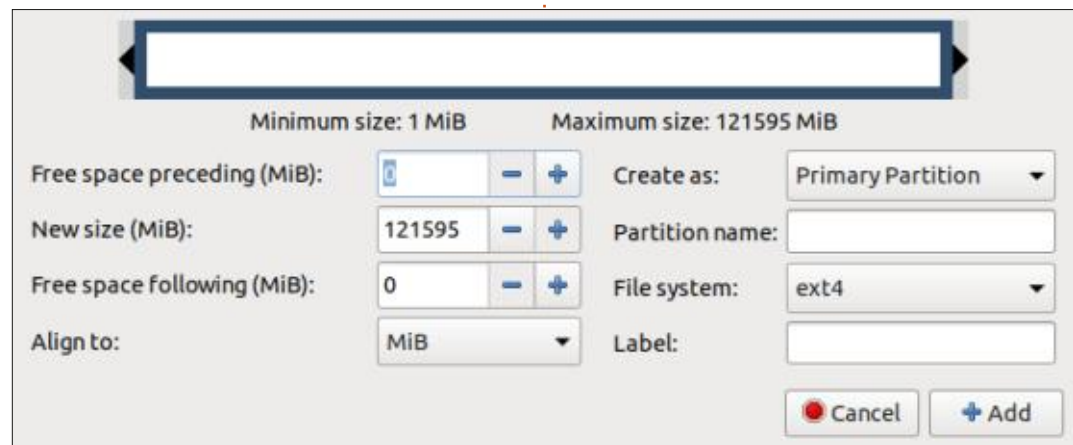 Minimum size: 1 MiB Maximum size: 121595 MiB
Free space preceding (MiB): 0 Create as: Primary Partition
New size (MiB): 121595 Partition name:
Free space following (MiB): 0 File system: ext4
Align to: MiB Label:
Cancel Add